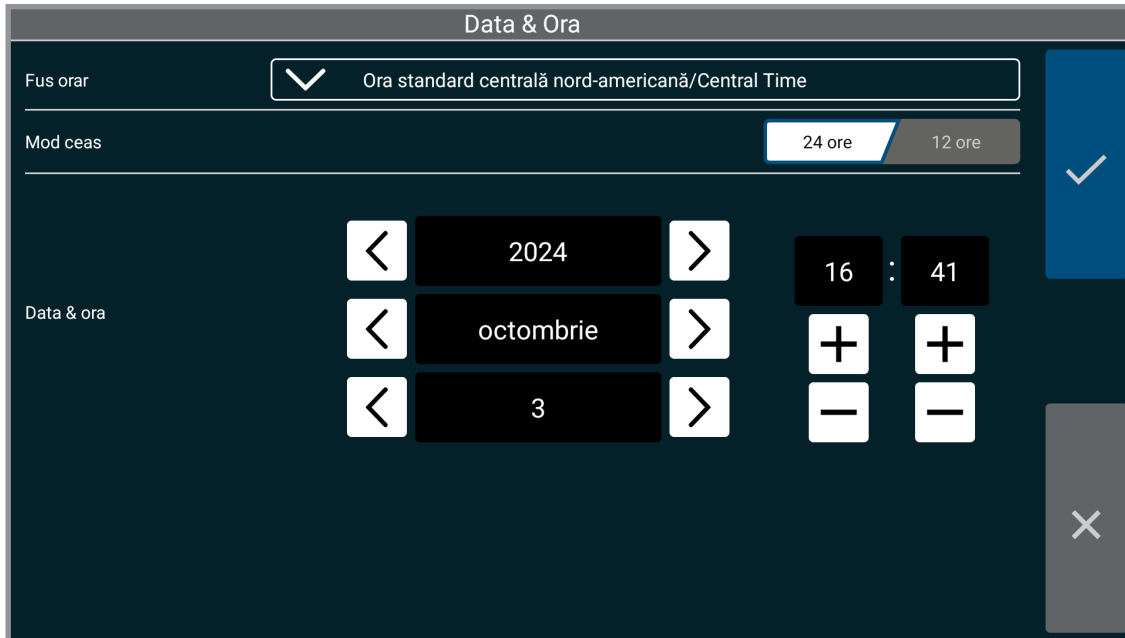 Data & Ora
Fus orar
Ora standard centrală nord-americană/Central Time
Mod ceas
24 ore
12 ore
Data & ora
2024
octombrie
3
16 : 41